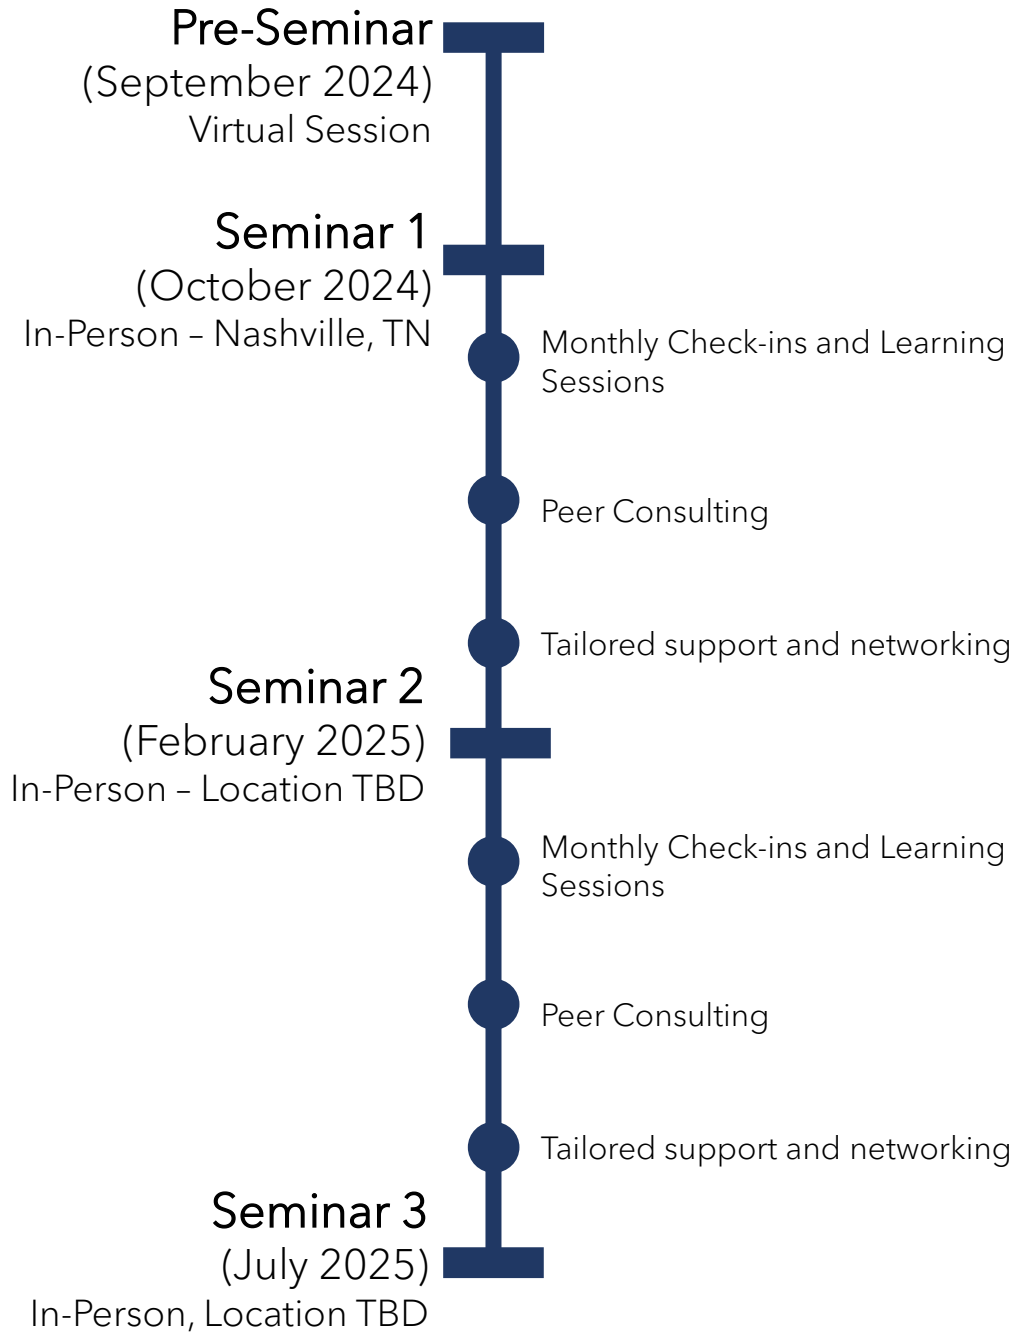 Pre-Seminar
(September 2024)
Virtual Session
Seminar 1
(October 2024)
In-Person – Nashville, TN
Monthly Check-ins and Learning
Sessions
Peer Consulting
Tailored support and networking
Seminar 2
(February 2025)
In-Person – Location TBD
Monthly Check-ins and Learning
Sessions
Peer Consulting
Tailored support and networking
Seminar 3
(July 2025)
In-Person, Location TBD